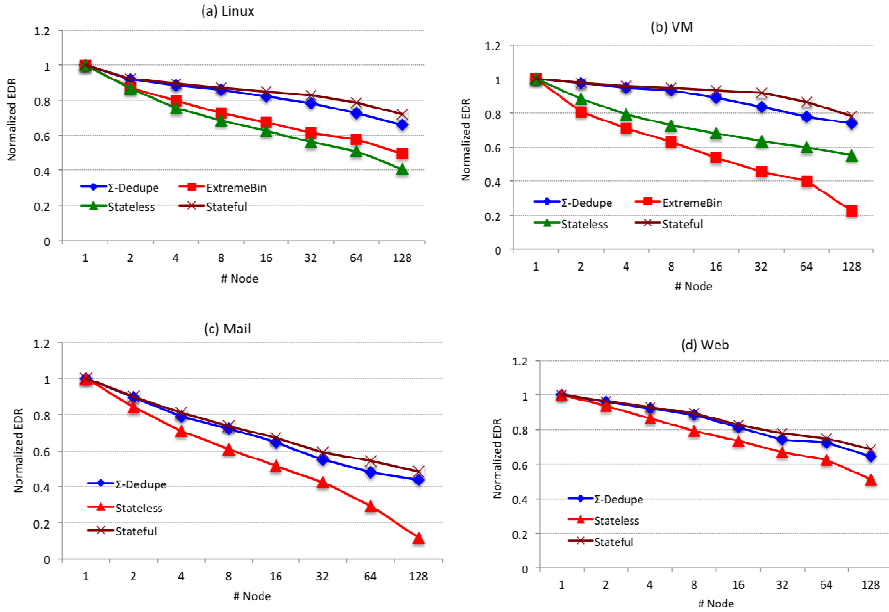 (a) Linux
1.2
1
0.8
0.6
0.4
0.2
0
Normalized EDR
Σ-Dedupe
ExtremeBin
Stateless
Stateful
1 2 4 8 16 32 64 128
# Node
(b) VM
1.2
1
0.8
0.6
0.4
0.2
0
Normalized EDR
Σ-Dedupe
ExtremeBin
Stateless
Stateful
1 2 4 8 16 32 64 128
# Node
(c) Mail
1.2
1
0.8
0.6
0.4
0.2
0
Normalized EDR
Σ-Dedupe
Stateless
Stateful
1 2 4 8 16 32 64 128
# Node
(d) Web
1.2
1
0.8
0.6
0.4
0.2
0
Normalized EDR
Σ-Dedupe
Stateless
Stateful
1 2 4 8 16 32 64 128
# Node